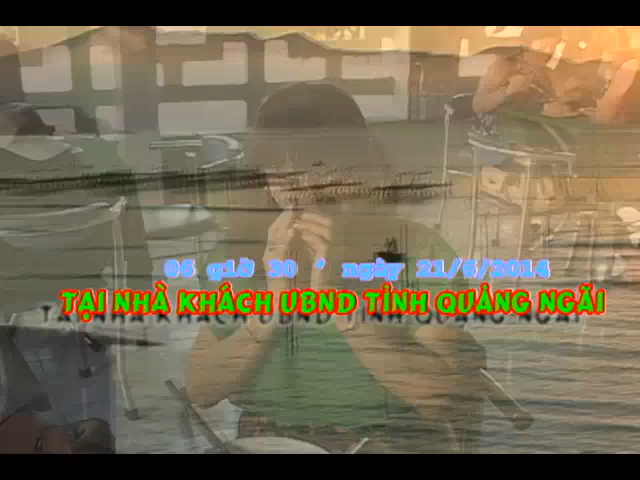 06 giờ 30 ' ngày 21/6/2014
TẠI NHÀ KHÁCH UBND TỈNH QUẢNG NGÃI